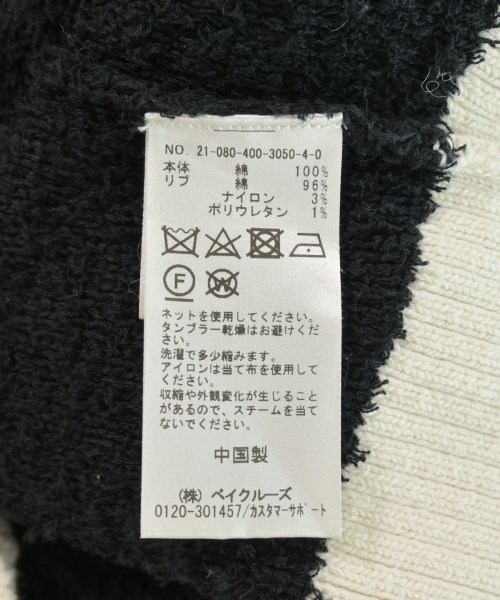 NO. 21-080-400-3050-4-0
本体 綿 100%
リブ 綿 96%
ナイロン 3%
ポリウレタン 1%
F W
ネットを使用してください。
タンブラー乾燥はお避けくだ
さい。
洗濯で多少縮みます。
アイロンは当て布を使用して
ください。
収縮や外観変化が生じること
があるので、スチームを当て
ないでください。
中国製
(株) ベイクルーズ
0120-301457/カスタマーサポート